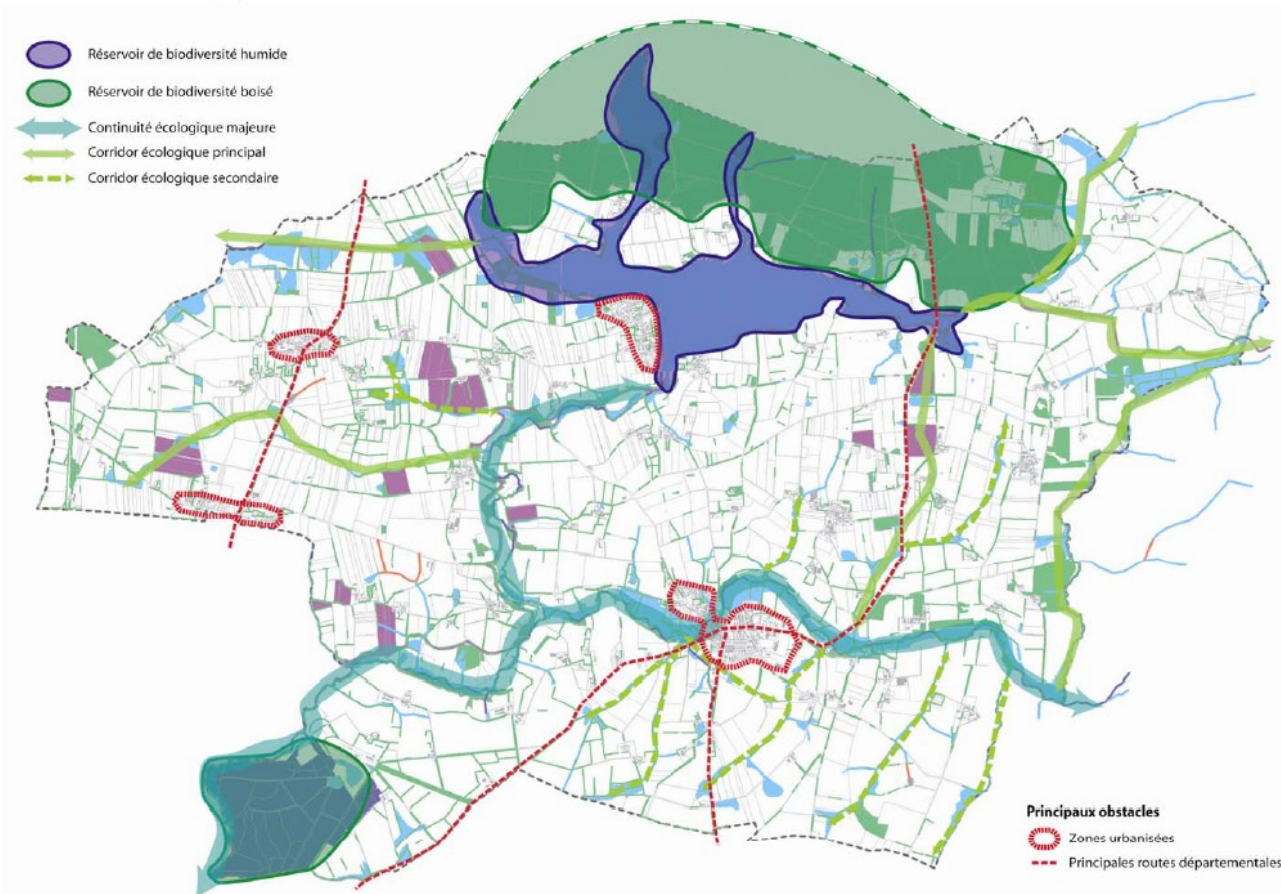 Réservoir de biodiversité humide
Réservoir de biodiversité boisé
Continuité écologique majeure
Corridor écologique principal
Corridor écologique secondaire
Principaux obstacles
Zones urbanisées
Principales routes départementales